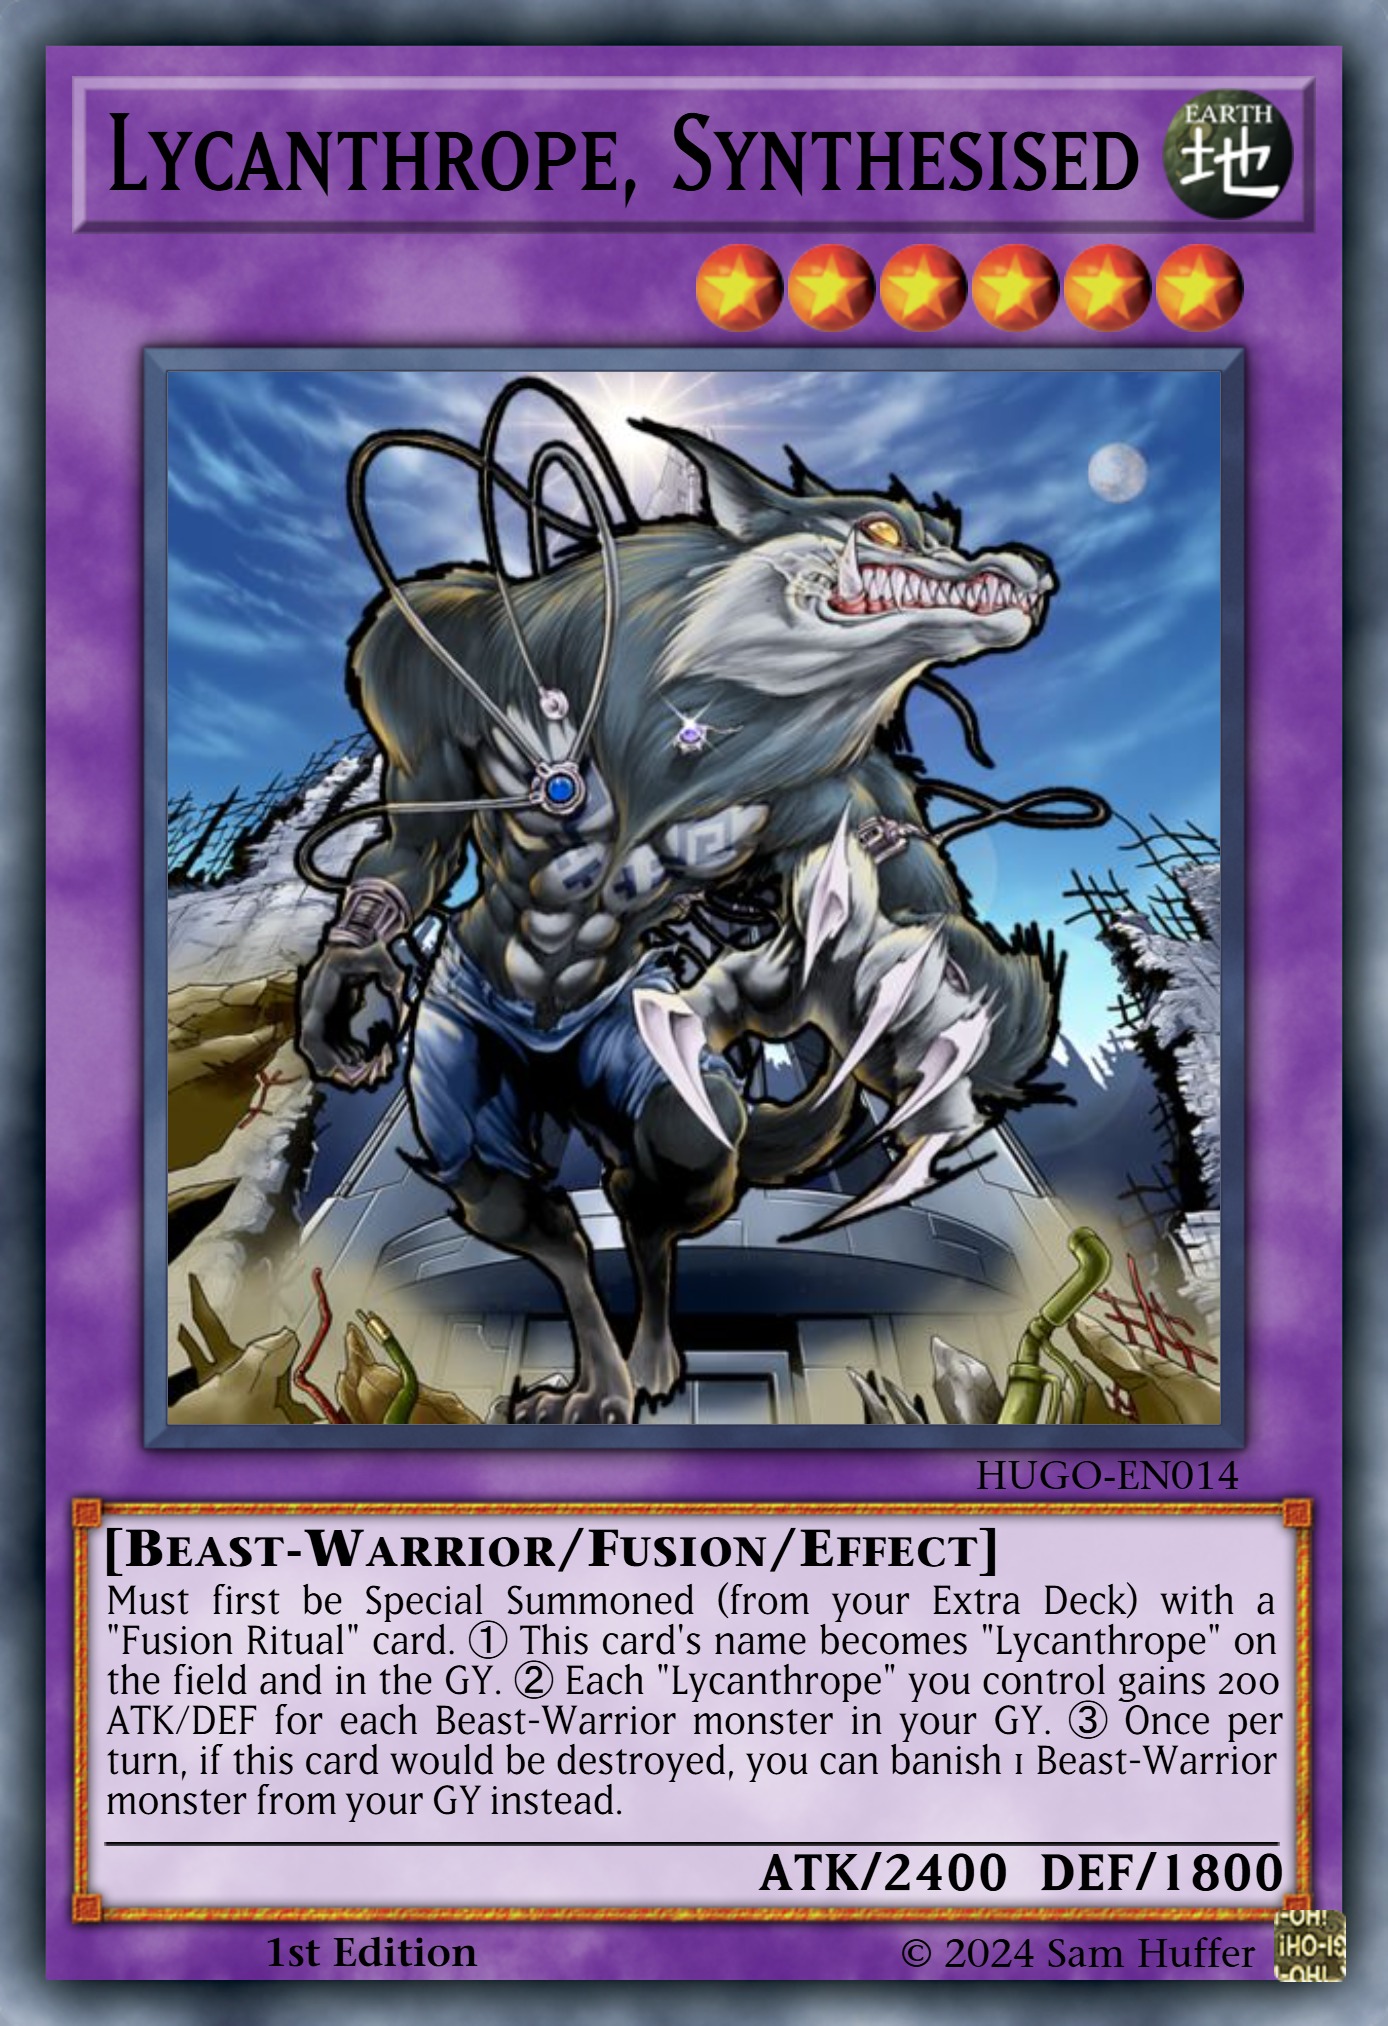 Lycanthrope, Synthesised
EARTH
地
HUGO-EN014
[Beast-Warrior/Fusion/Effect]
Must first be Special Summoned (from your Extra Deck) with a
"Fusion Ritual" card. ① This card's name becomes "Lycanthrope" on
the field and in the GY. ② Each "Lycanthrope" you control gains 200
ATK/DEF for each Beast-Warrior monster in your GY. ③ Once per
turn, if this card would be destroyed, you can banish 1 Beast-Warrior
monster from your GY instead.
ATK/2400 DEF/1800
1st Edition
© 2024 Sam Huffer